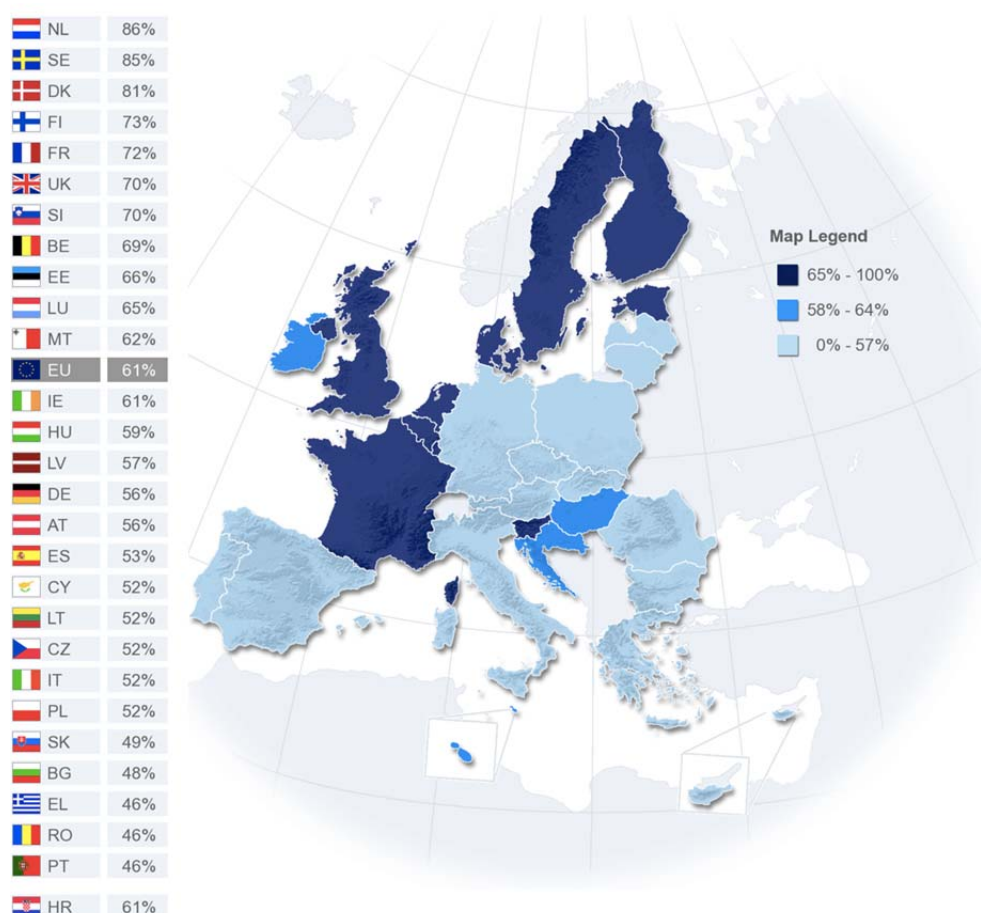 NL 86%
SE 85%
DK 81%
FI 73%
FR 72%
UK 70%
SI 70%
BE 69%
EE 66%
LU 65%
MT 62%
EU 61%
IE 61%
HU 59%
LV 57%
DE 56%
AT 56%
ES 53%
CY 52%
LT 52%
CZ 52%
IT 52%
PL 52%
SK 49%
BG 48%
EL 46%
RO 46%
PT 46%
HR 61%
Map Legend
65% - 100%
58% - 64%
0% - 57%